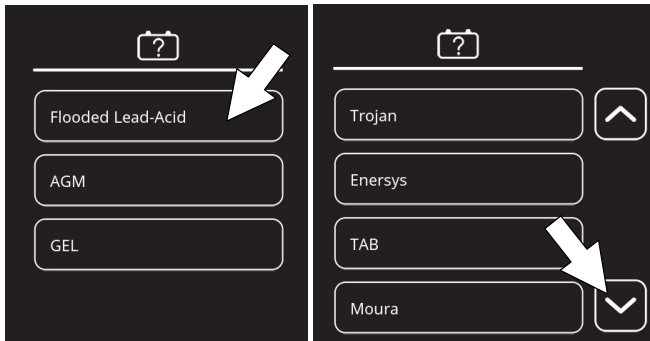 ?
Flooded Lead-Acid
AGM
GEL
?
Trojan
Enersys
TAB
Moura